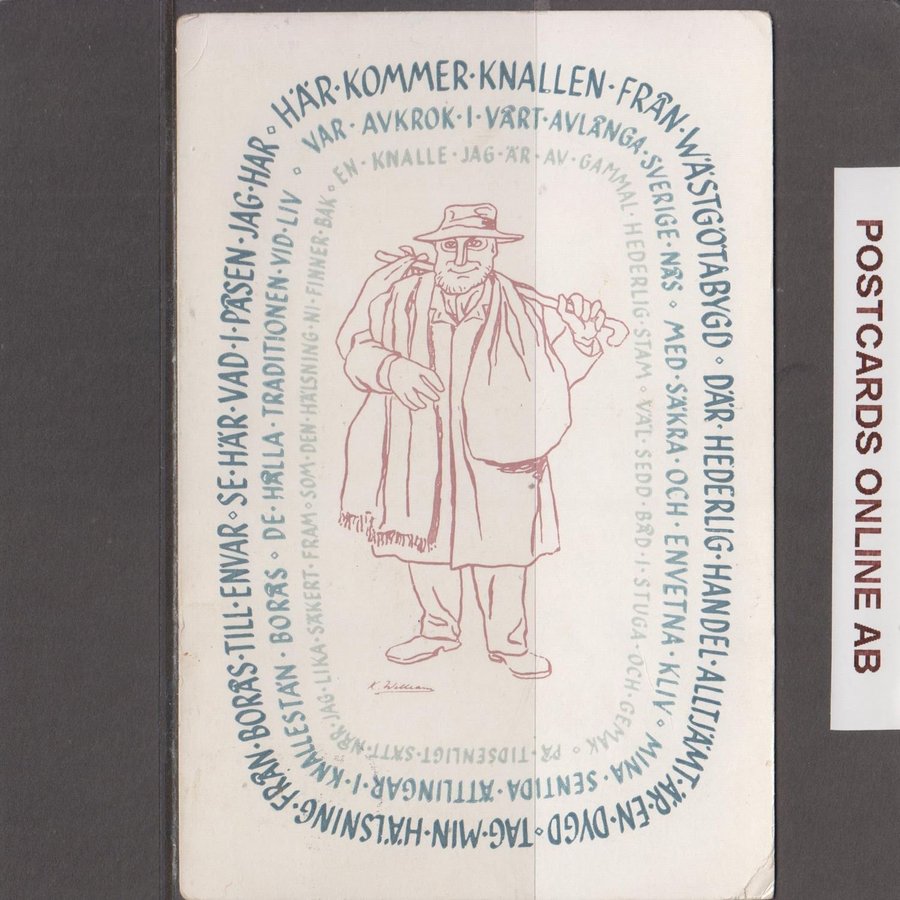 HÄR·KOMMER·KNALLEN·FRÅN·WÄSTGÖTABYGD ◦ DÄR·HEDERLIG·HANDEL·ALLTJÄMT·ÄR·EN·DYGD ◦ TAG·MIN·HÄLSNING·FRÅN·BORÅS·TILL·ENVAR ◦ SE·HÄR·VAD·I·PÅSEN·JAG·HAR ◦
VAR·AVKROK·I·VÅRT·AVLÅNGA·SVERIGE·NÅS ◦ MED·SÄKRA·OCH·ENVETNA·KLIV ◦ MINA·SENTIDA·ÄTTLINGAR·I·KNALLESTAN·BORÅS ◦ DE·HÅLLA·TRADITIONEN·VID·LIV ◦
EN·KNALLE·JAG·ÄR·AV·GAMMAL·HEDERLIG·STAM ◦ VÄL·SEDD·BÅD·I·STUGA·OCH·GEMAK ◦ PÅ·TIDSENLIGT·SÄTT·NÅR·JAG·LIKA·SÄKERT·FRAM·SOM·DEN·HÄLSNING·NI·FINNER·BAK ◦
POSTCARDS ONLINE AB